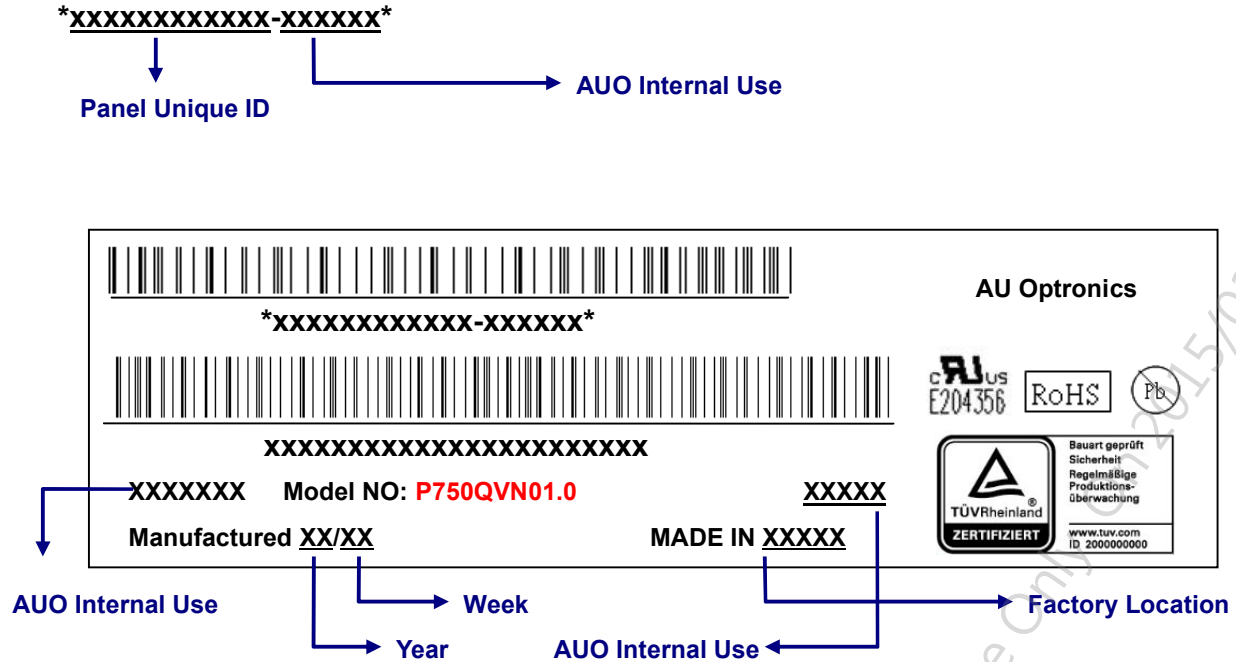 *xxxxxxxxxxxx-xxxxxx*
AUO Internal Use
Panel Unique ID
AU Optronics
*xxxxxxxxxxxx-xxxxxx*
c RU US
E204356 RoHS Pb
xxxxxxxxxxxxxxxxxxxxxxx
Bauart geprüft
Sicherheit
Regelmäßige
Produktions-
überwachung
®
TÜVRheinland
ZERTIFIZIERT
www.tuv.com
ID 2000000000
XXXXXXX Model NO: P750QVN01.0 XXXXX
Manufactured XX/XX MADE IN XXXXX
AUO Internal Use Week Factory Location
Year AUO Internal Use